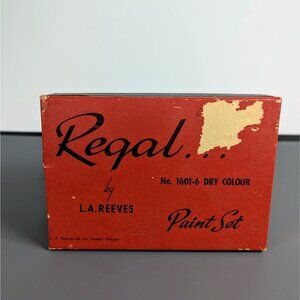 Regal...
by
No. 1601-6 DRY COLOUR
L.A. REEVES
Paint Set